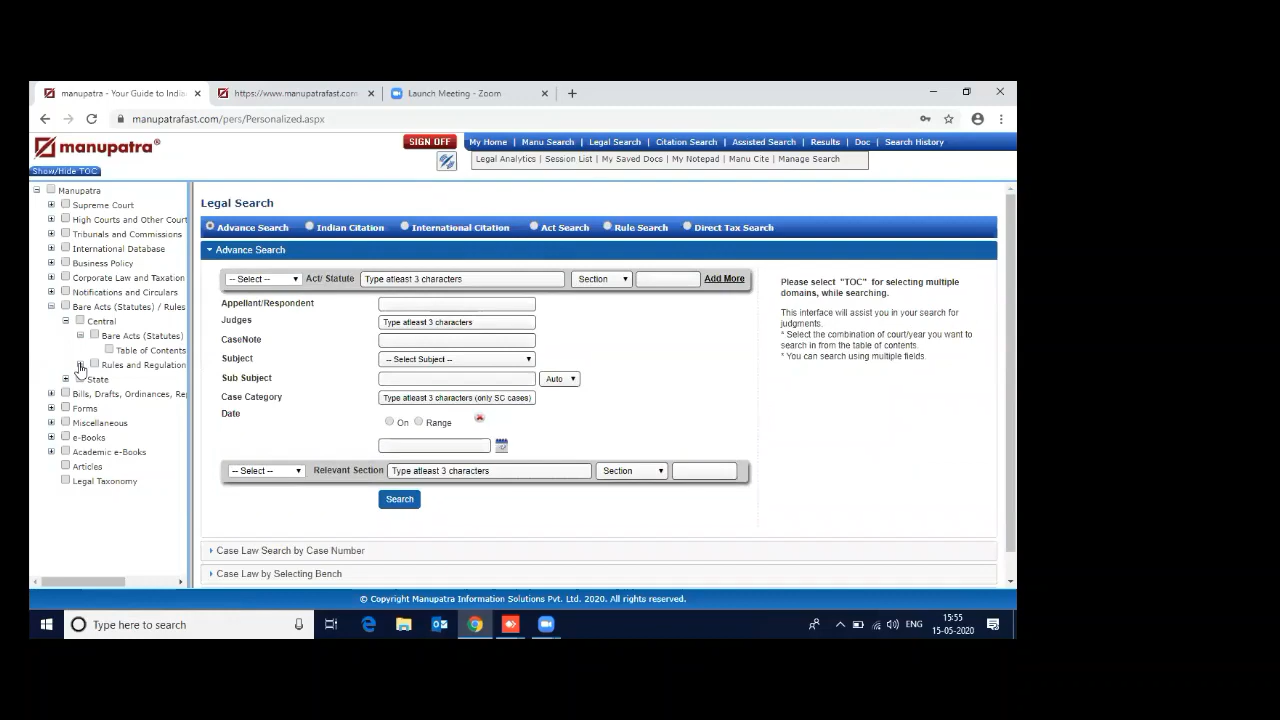 manupatra - Your Guide to India
https://www.manupatrafast.com
Launch Meeting - Zoom
manupatrafast.com/pers/Personalized.aspx
manupatra®
SIGN OFF
My Home | Manu Search | Legal Search | Citation Search | Assisted Search | Results | Doc | Search History
Legal Analytics | Session List | My Saved Docs | My Notepad | Manu Cite | Manage Search
Show/Hide TOC
Manupatra
Supreme Court
High Courts and Other Court
Tribunals and Commissions
International Database
Business Policy
Corporate Law and Taxation
Notifications and Circulars
Bare Acts (Statutes) / Rules
Central
Bare Acts (Statutes)
Table of Contents
Rules and Regulation
State
Bills, Drafts, Ordinances, Re
Forms
Miscellaneous
e-Books
Academic e-Books
Articles
Legal Taxonomy
Legal Search
Advance Search Indian Citation International Citation Act Search Rule Search Direct Tax Search
Advance Search
-- Select -- Act/ Statute Type atleast 3 characters Section Add More
Appellant/Respondent
Judges Type atleast 3 characters
CaseNote
Subject -- Select Subject --
Sub Subject Auto
Case Category Type atleast 3 characters (only SC cases)
Date
On Range
-- Select -- Relevant Section Type atleast 3 characters Section
Search
Please select "TOC" for selecting multiple
domains, while searching.
This interface will assist you in your search for
judgments.
* Select the combination of court/year you want to
search in from the table of contents.
* You can search using multiple fields.
Case Law Search by Case Number
Case Law by Selecting Bench
© Copyright Manupatra Information Solutions Pvt. Ltd. 2020. All rights reserved.
Type here to search
ENG
15:55
15-05-2020